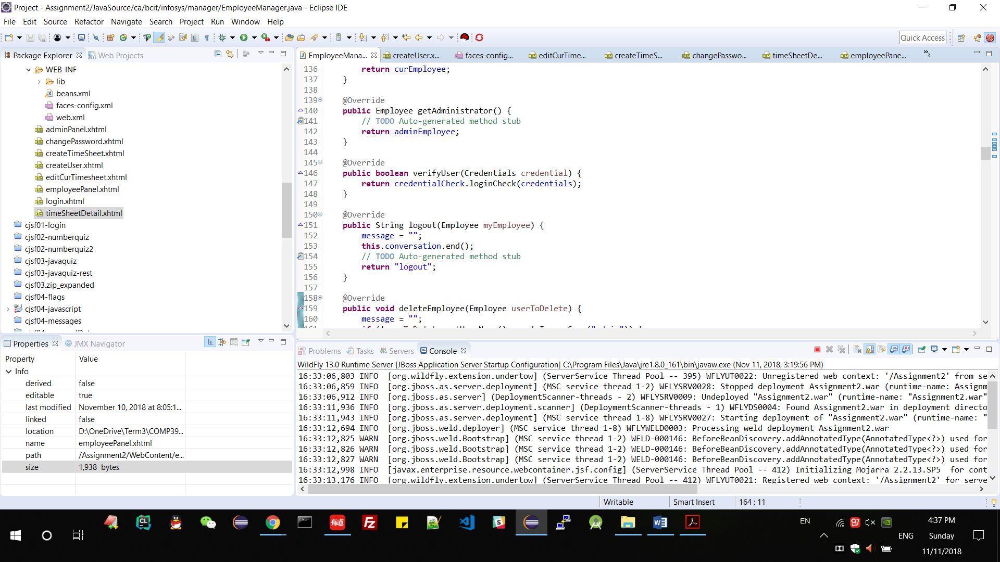 Project - Assignment2/JavaSource/ca/bcit/infosys/manager/EmployeeManager.java - Eclipse IDE
File Edit Source Refactor Navigate Search Project Run Window Help
Quick Access
Package Explorer Web Projects
WEB-INF
lib
beans.xml
faces-config.xml
web.xml
adminPanel.xhtml
changePassword.xhtml
createTimeSheet.xhtml
createUser.xhtml
editCurTimesheet.xhtml
employeePanel.xhtml
login.xhtml
timeSheetDetail.xhtml
cjsf01-login
cjsf02-numberquiz
cjsf02-numberquiz2
cjsf03-javaquiz
cjsf03-javaquiz-rest
cjsf03.zip_expanded
cjsf04-flags
cjsf04-javascript
cjsf04-messages
EmployeeMana... createUser.x... faces-config... editCurTime... createTimeS... changePasswo... timeSheetDe... employeePane... »3
136 return curEmployee;
137 }
138
139 @Override
140 public Employee getAdministrator() {
141 // TODO Auto-generated method stub
142 return adminEmployee;
143 }
144
145 @Override
146 public boolean verifyUser(Credentials credential) {
147 return credentialCheck.loginCheck(credentials);
148 }
149
150 @Override
151 public String logout(Employee myEmployee) {
152 message = "";
153 this.conversation.end();
154 // TODO Auto-generated method stub
155 return "logout";
156 }
157
158 @Override
159 public void deleteEmployee(Employee userToDelete) {
160 message = "";
Properties JMX Navigator
Property Value
Info
derived false
editable true
last modified November 10, 2018 at 8:05:1...
linked false
location D:\OneDrive\Term3\COMP39...
name employeePanel.xhtml
path /Assignment2/WebContent/e...
size 1,938 bytes
Problems Tasks Servers Console
WildFly 13.0 Runtime Server [JBoss Application Server Startup Configuration] C:\Program Files\Java\jre1.8.0_161\bin\javaw.exe (Nov 11, 2018, 3:19:56 PM)
16:33:06,803 INFO [org.wildfly.extension.undertow] (ServerService Thread Pool -- 395) WFLYUT0022: Unregistered web context: '/Assignment2' from se
16:33:06,859 INFO [org.jboss.as.server.deployment] (MSC service thread 1-2) WFLYSRV0028: Stopped deployment Assignment2.war (runtime-name: Assignm
16:33:06,912 INFO [org.jboss.as.server] (DeploymentScanner-threads - 2) WFLYSRV0009: Undeployed "Assignment2.war" (runtime-name: "Assignment2.war"
16:33:11,936 INFO [org.jboss.as.server.deployment.scanner] (DeploymentScanner-threads - 1) WFLYDS0004: Found Assignment2.war in deployment directo
16:33:11,943 INFO [org.jboss.as.server.deployment] (MSC service thread 1-8) WFLYSRV0027: Starting deployment of "Assignment2.war" (runtime-name: "
16:33:12,694 INFO [org.jboss.weld.deployer] (MSC service thread 1-8) WFLYWELD0003: Processing weld deployment Assignment2.war
16:33:12,825 WARN [org.jboss.weld.Bootstrap] (MSC service thread 1-2) WELD-000146: BeforeBeanDiscovery.addAnnotatedType(AnnotatedType<?>) used for
16:33:12,826 WARN [org.jboss.weld.Bootstrap] (MSC service thread 1-2) WELD-000146: BeforeBeanDiscovery.addAnnotatedType(AnnotatedType<?>) used for
16:33:12,827 WARN [org.jboss.weld.Bootstrap] (MSC service thread 1-2) WELD-000146: BeforeBeanDiscovery.addAnnotatedType(AnnotatedType<?>) used for
16:33:12,998 INFO [javax.enterprise.resource.webcontainer.jsf.config] (ServerService Thread Pool -- 412) Initializing Mojarra 2.2.13.SP5 for cont
16:33:13,176 INFO [org.wildfly.extension.undertow] (ServerService Thread Pool -- 412) WFLYUT0021: Registered web context: '/Assignment2' for serve
Writable Smart Insert 164 : 11
CL
有道
Fz
EN
ENG
4:37 PM
Sunday
11/11/2018